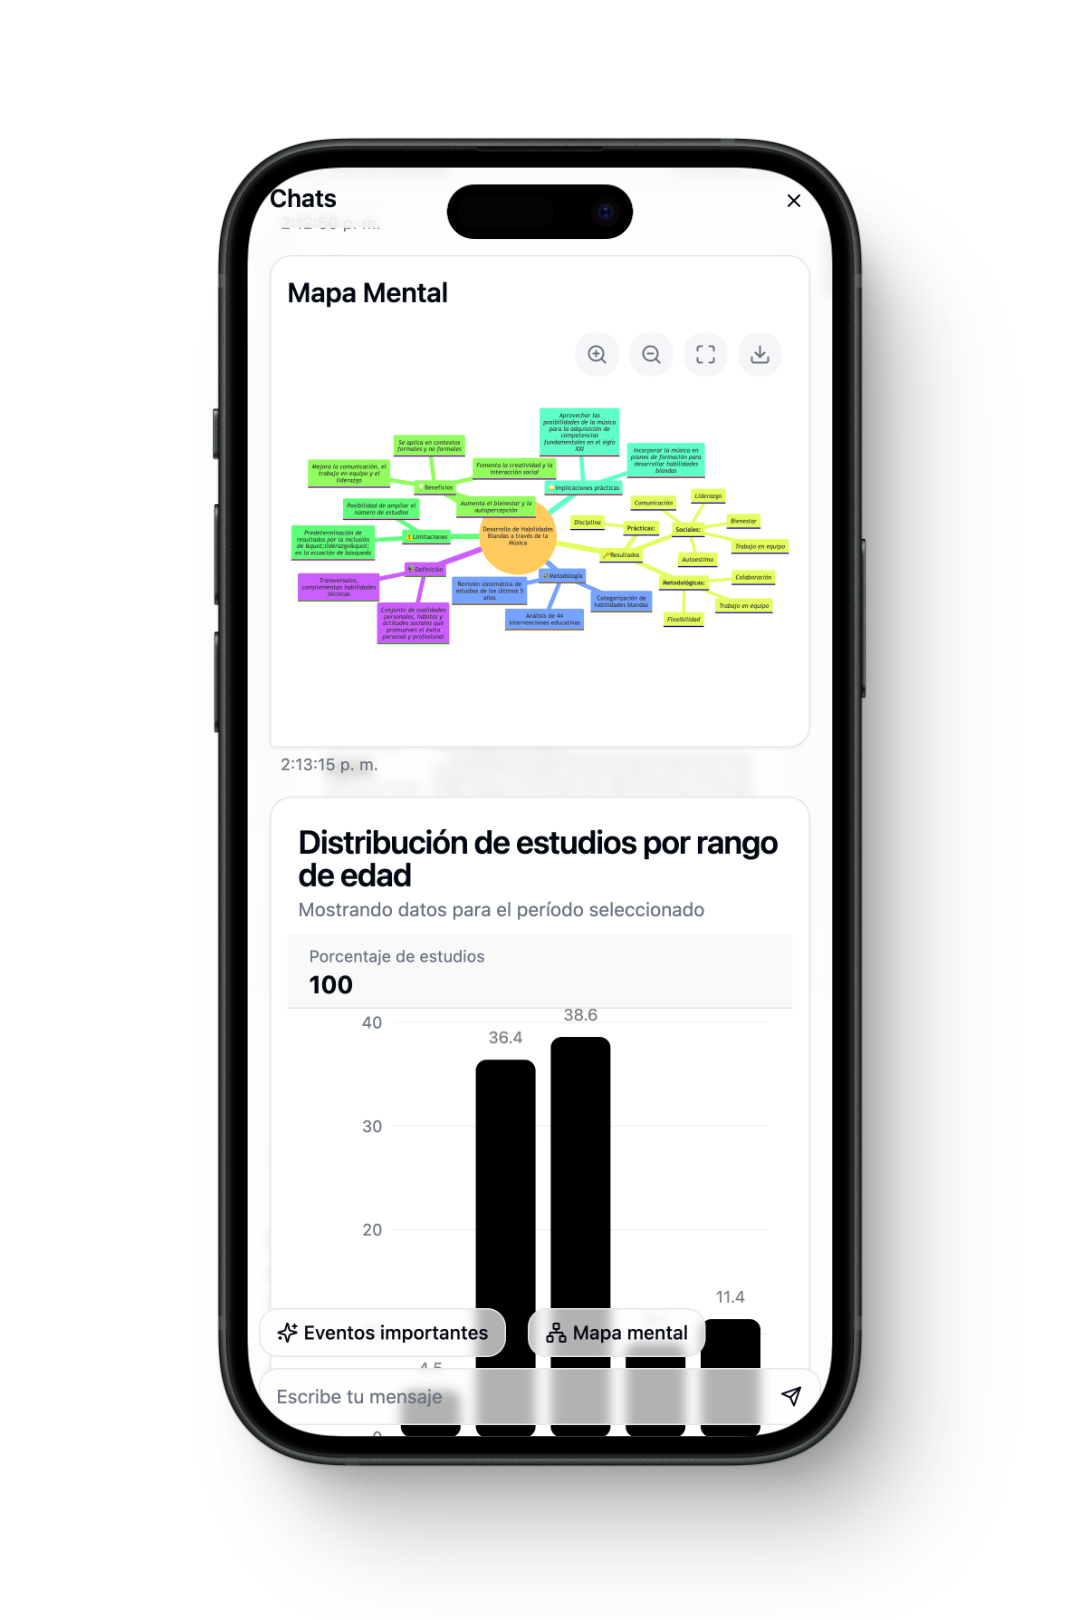 Chats
2:12:50 p. m.
Mapa Mental
Aprovechar las
posibilidades de la música
para la adquisición de
competencias
fundamentales en el siglo
XXI
Se aplica en contextos
formales y no formales
Incorporar la música en
planes de formación para
desarrollar habilidades
blandas
Mejora la comunicación, el
trabajo en equipo y el
liderazgo
Fomenta la creatividad y la
interacción social
Beneficios
Implicaciones prácticas
Aumenta el bienestar y la
autopercepción
Posibilidad de ampliar el
número de estudios
Comunicación
Liderazgo
Disciplina
Prácticas:
Sociales:
Bienestar
Predeterminación de
resultados por la inclusión
de &quot;liderazgo&quot;
en la ecuación de búsqueda
Limitaciones
Desarrollo de Habilidades
Blandas a través de la
Música
Trabajo en equipo
Resultados
Autoestima
Definición
Metodología
Transversales,
complementan habilidades
técnicas
Revisión sistemática de
estudios de los últimos 5
años
Metodológicas:
Colaboración
Categorización de
habilidades blandas
Trabajo en equipo
Conjunto de cualidades
personales, hábitos y
actitudes sociales que
promueven el éxito
personal y profesional
Análisis de 44
intervenciones educativas
Flexibilidad
2:13:15 p. m.
Distribución de estudios por rango
de edad
Mostrando datos para el período seleccionado
Porcentaje de estudios
100
40
38.6
36.4
30
20
11.4
Eventos importantes
Mapa mental
4.5
Escribe tu mensaje
0